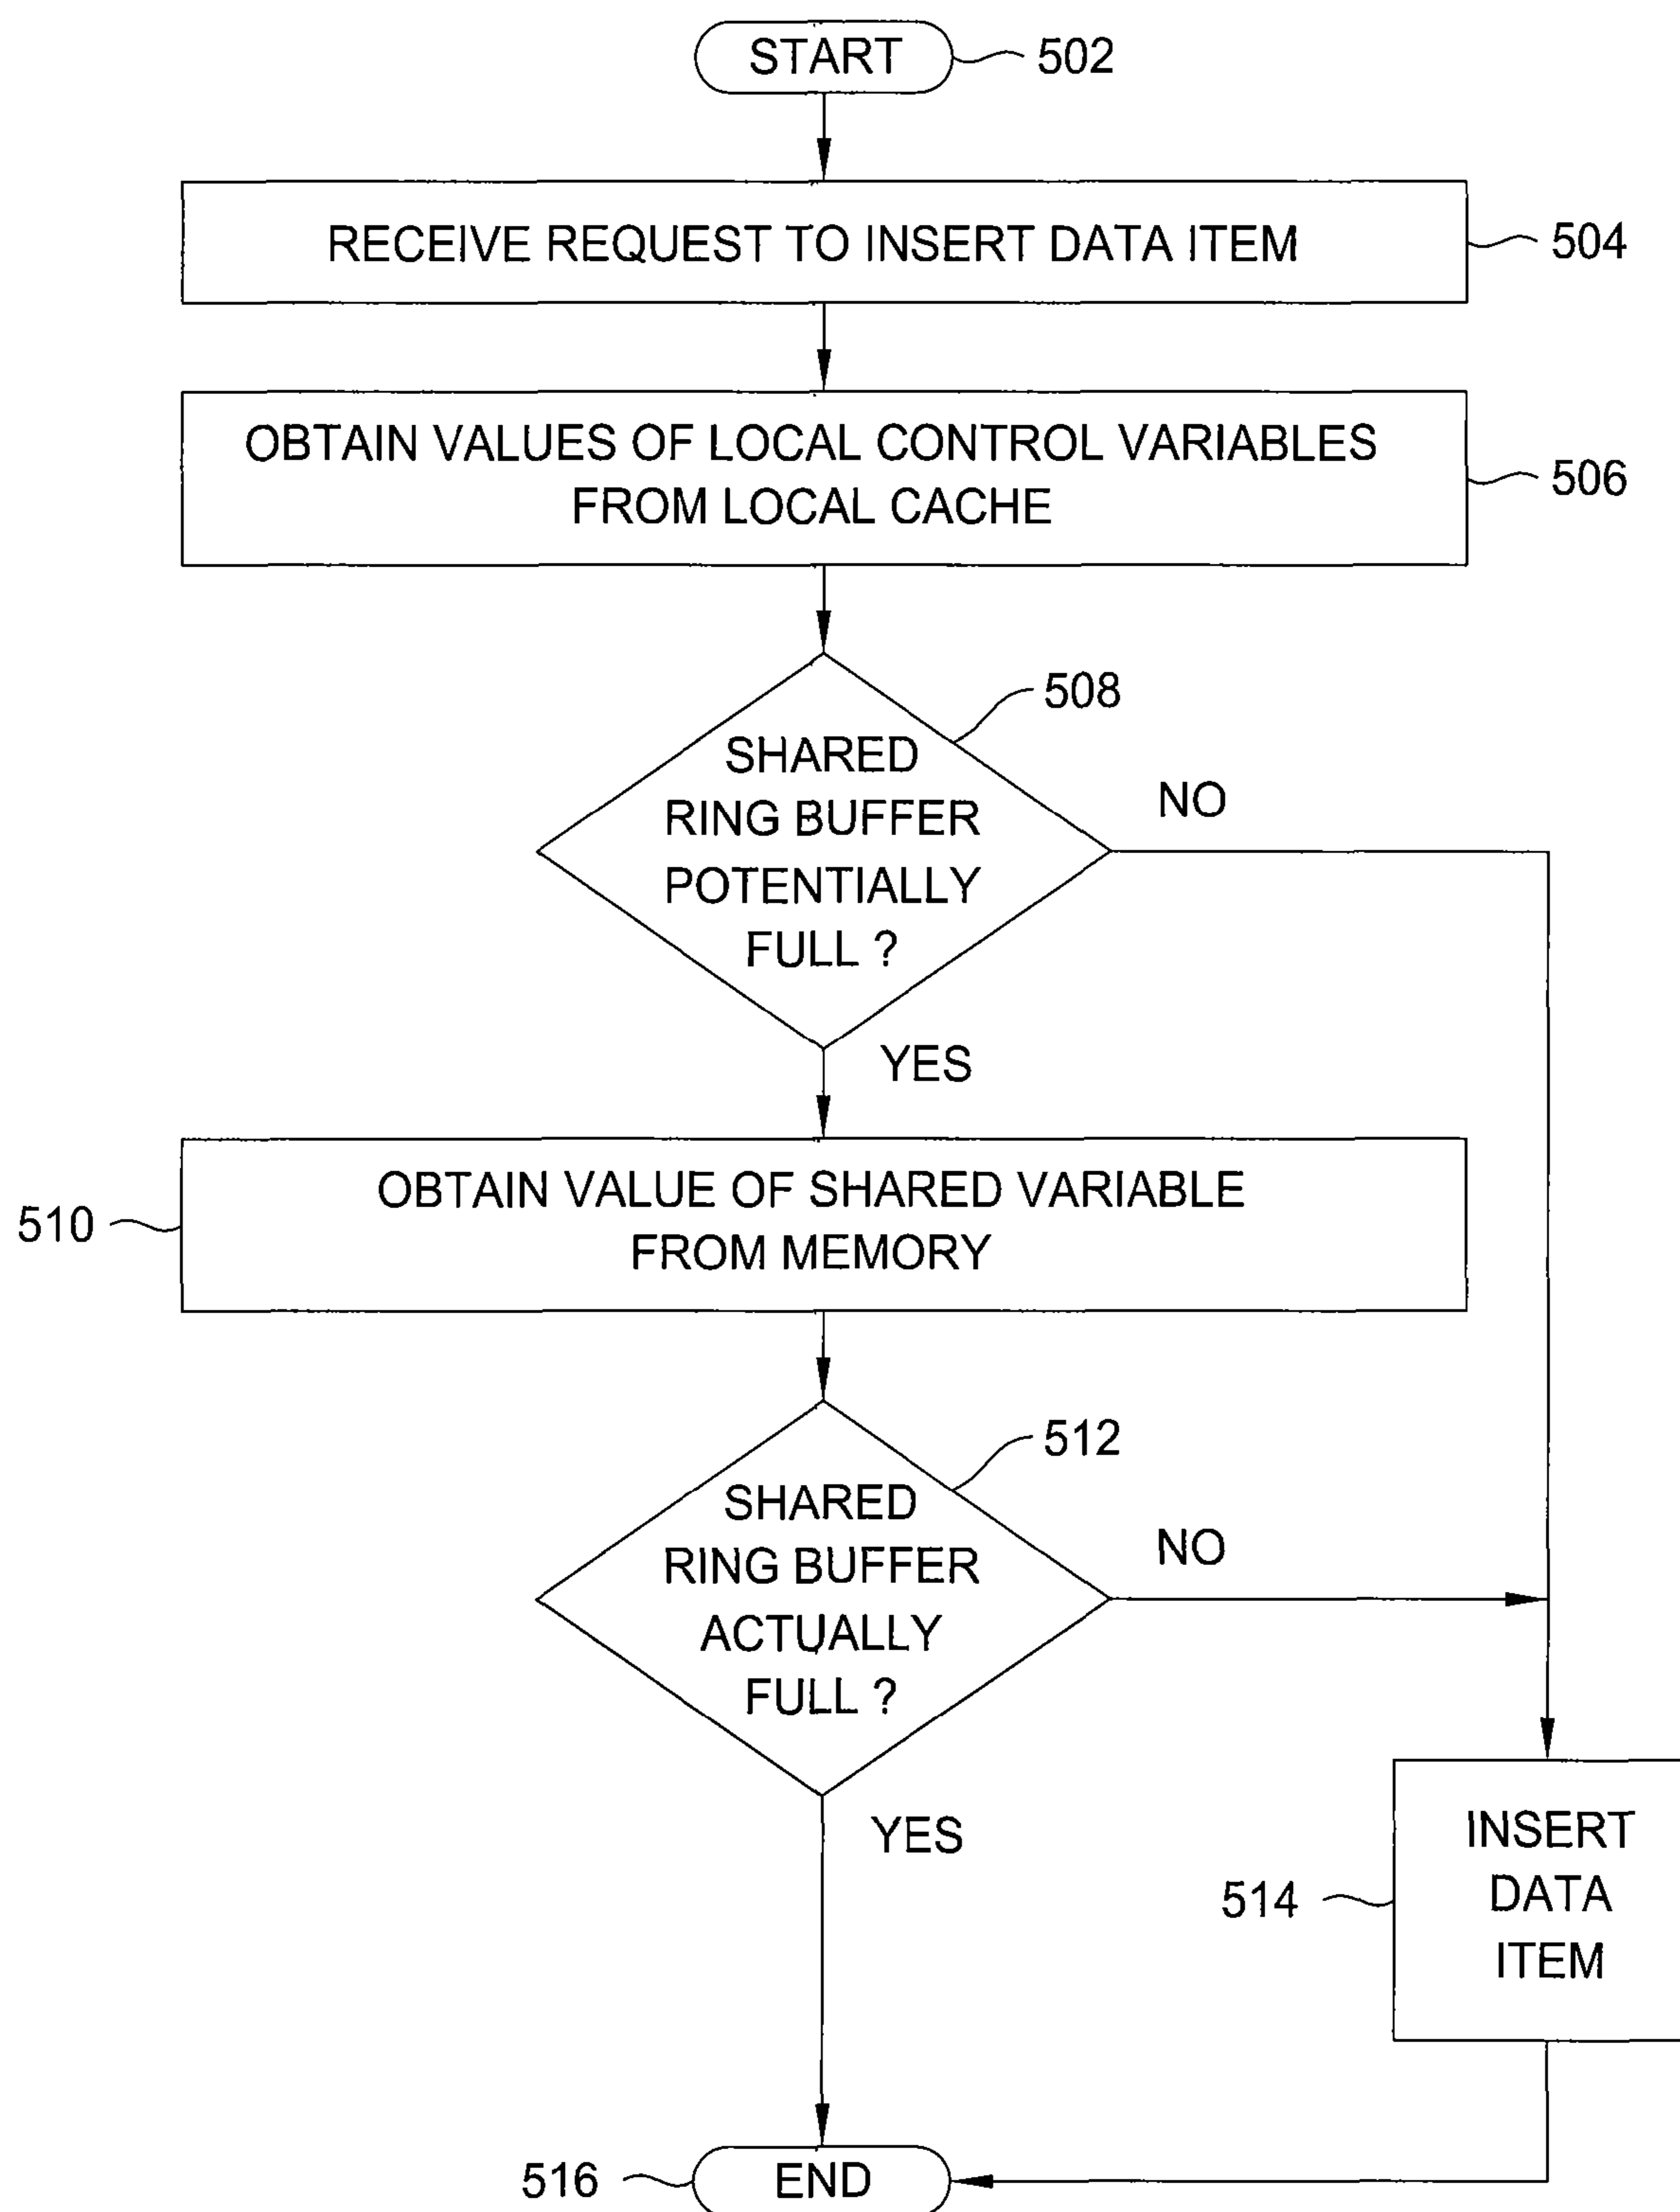 START
502
RECEIVE REQUEST TO INSERT DATA ITEM
504
OBTAIN VALUES OF LOCAL CONTROL VARIABLES
FROM LOCAL CACHE
506
508
SHARED
RING BUFFER
POTENTIALLY
FULL ?
NO
YES
OBTAIN VALUE OF SHARED VARIABLE
FROM MEMORY
510
512
SHARED
RING BUFFER
ACTUALLY
FULL ?
NO
YES
INSERT
DATA
ITEM
514
516
END